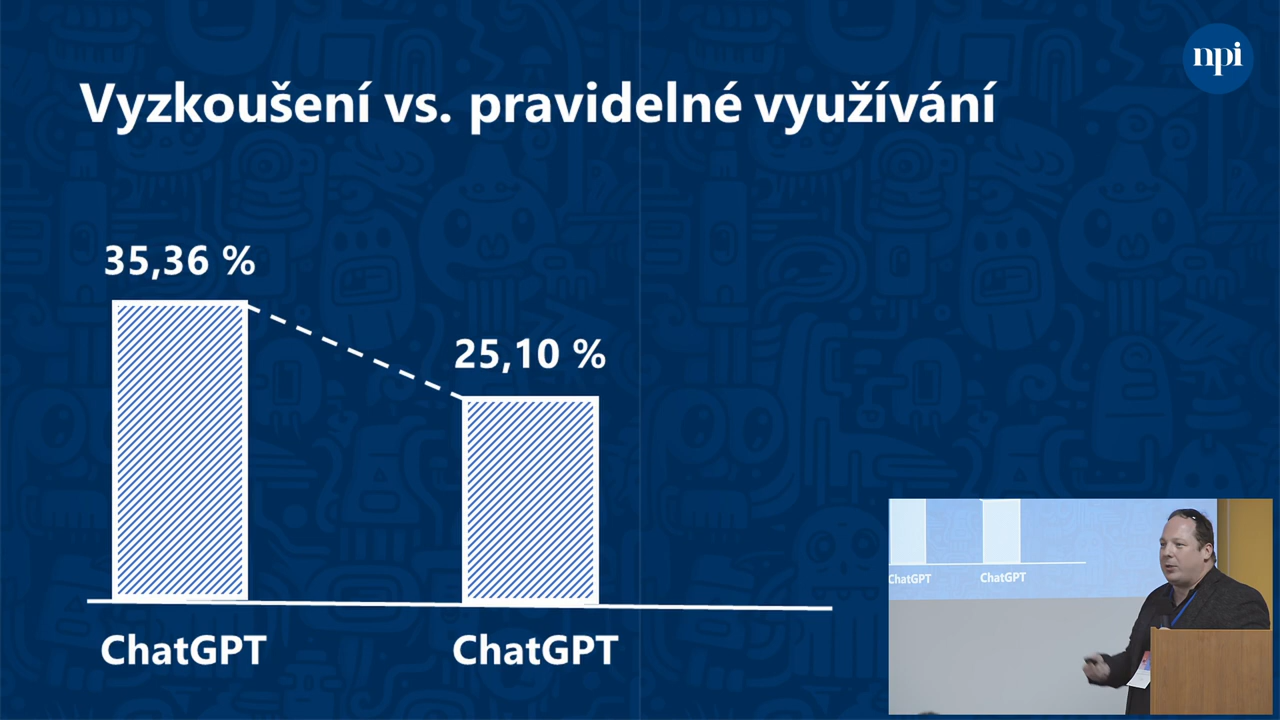 npi
Vyzkoušení vs. pravidelné využívání
35,36 %
25,10 %
ChatGPT
ChatGPT
ChatGPT
ChatGPT